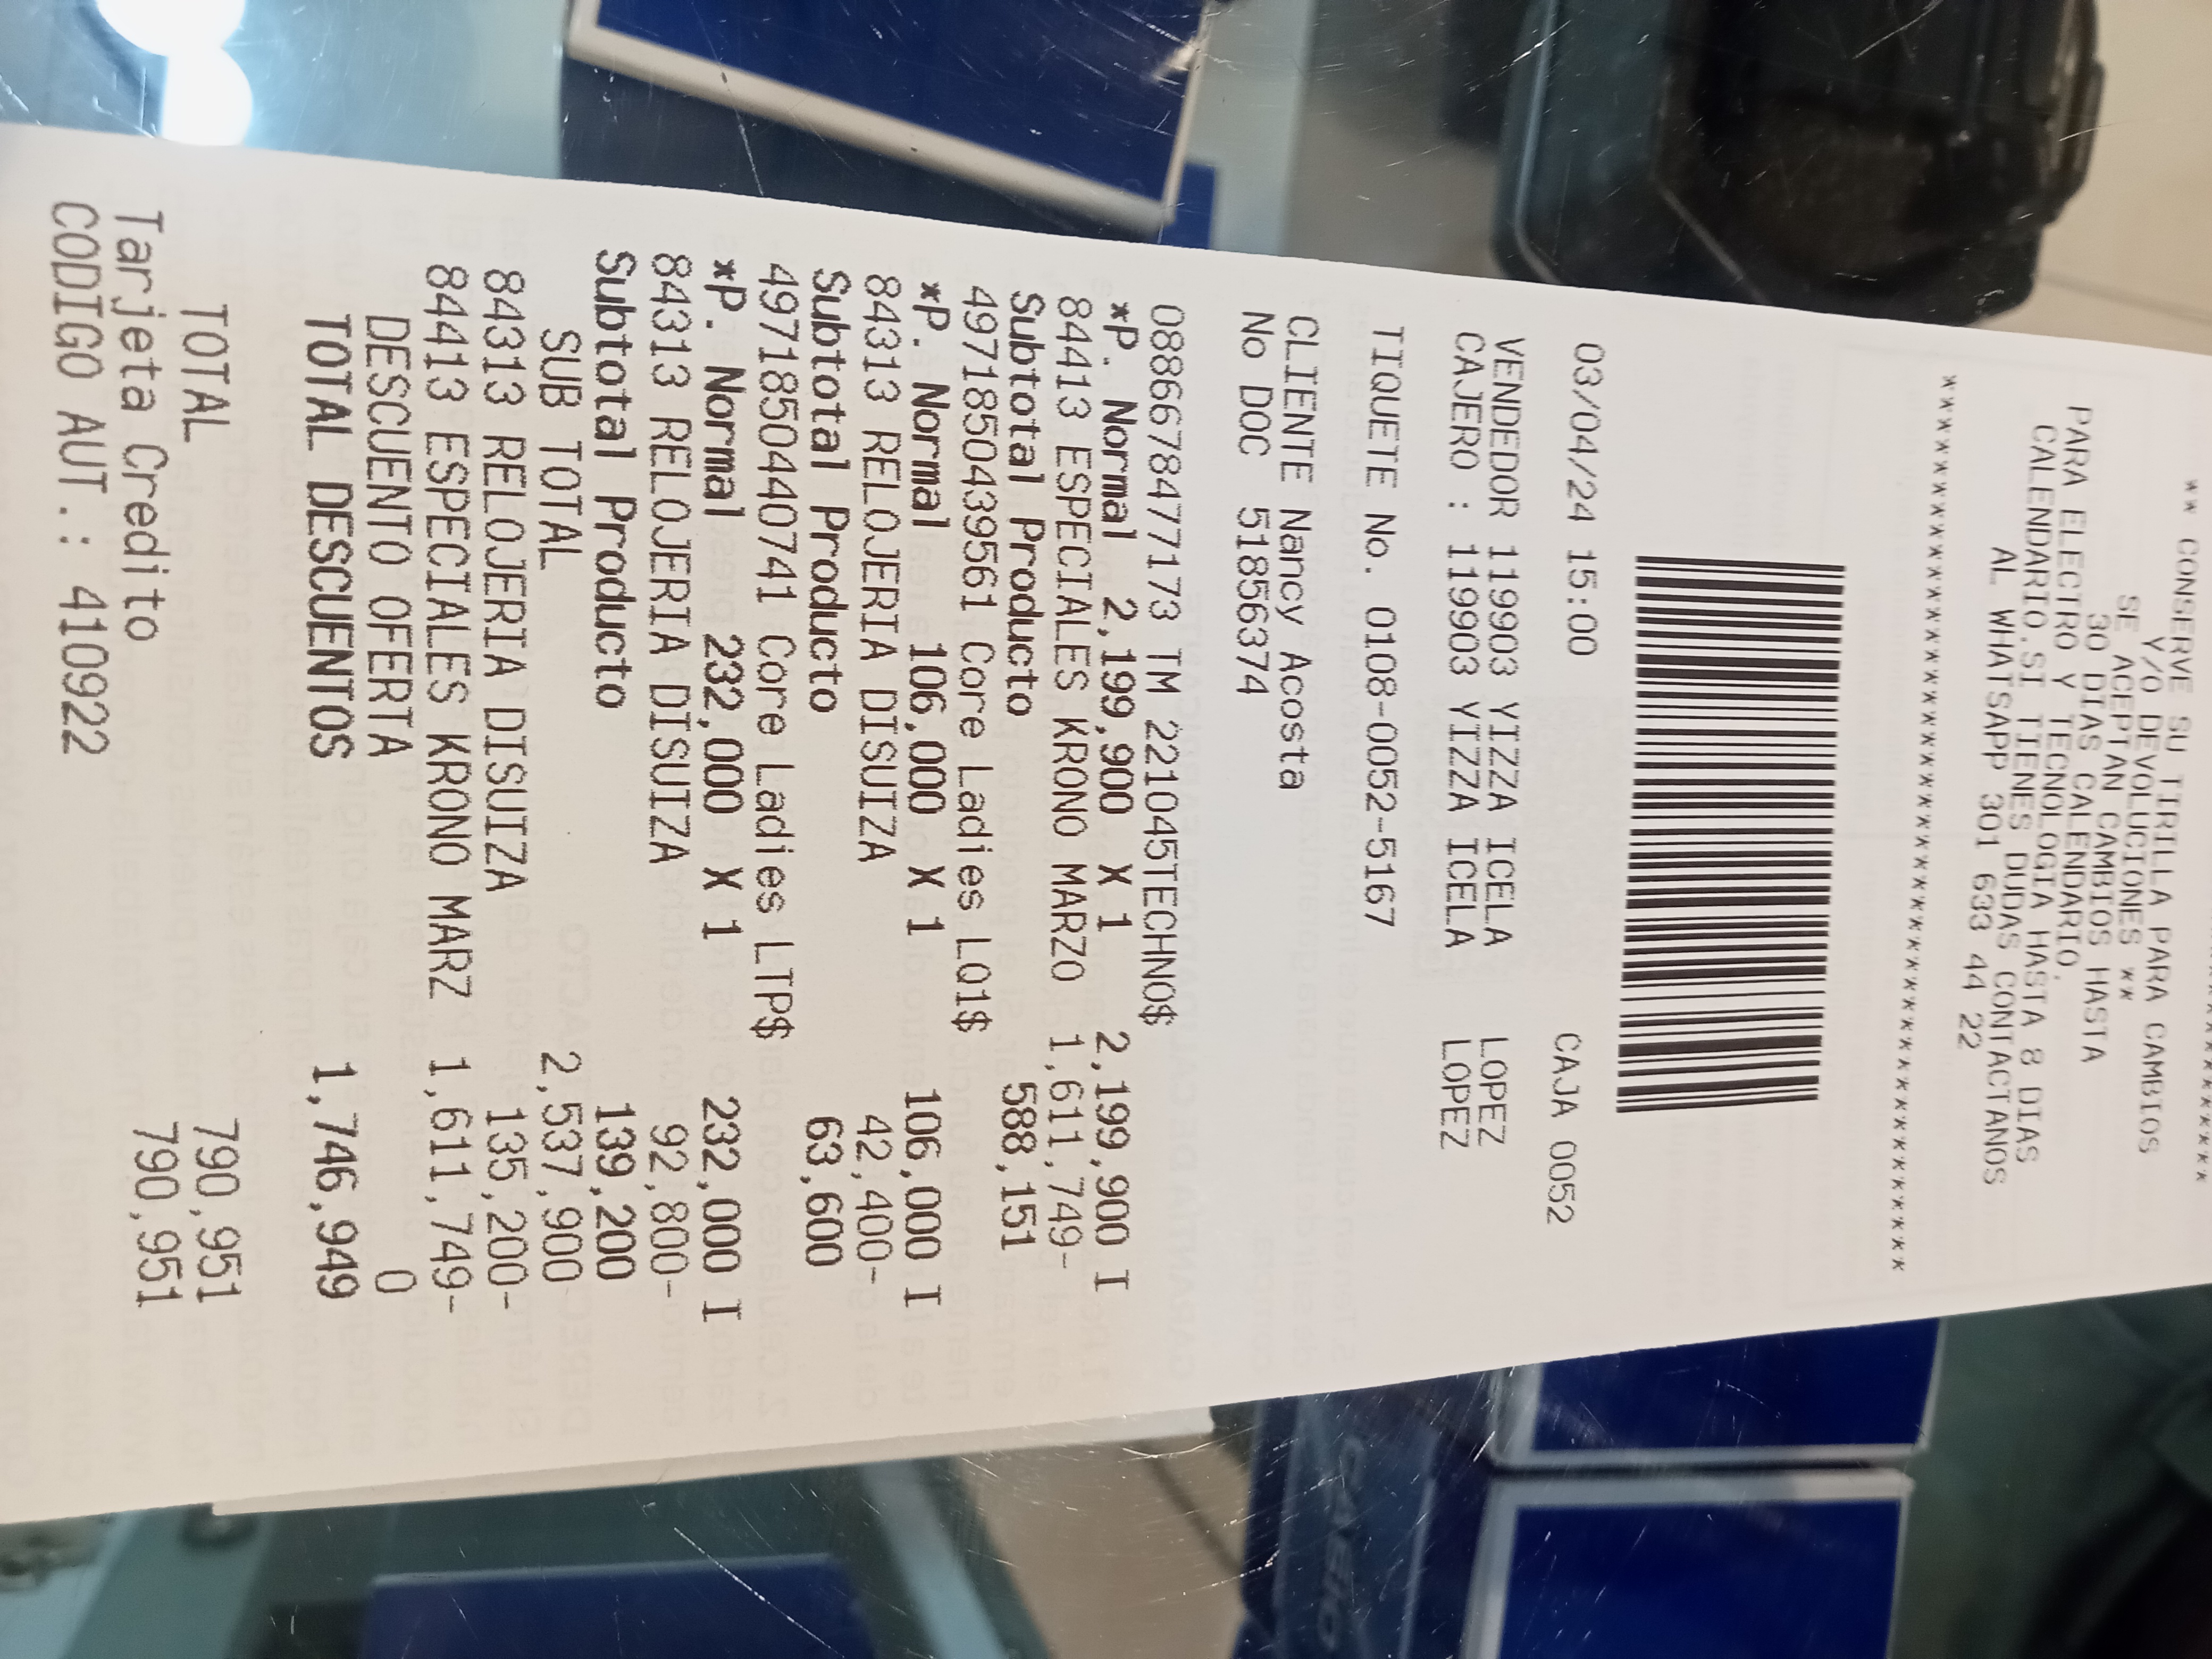 ** CONSERVE SU TIRILLA PARA CAMBIOS
Y/O DEVOLUCIONES **
SE ACEPTAN CAMBIOS HASTA
30 DIAS CALENDARIO.
PARA ELECTRO Y TECNOLOGIA HASTA 8 DIAS
CALENDARIO.SI TIENES DUDAS CONTACTANOS
AL WHATSAPP 301 633 44 22
03/04/24 15:00 CAJA 0052
VENDEDOR 119903 YIZZA ICELA LOPEZ
CAJERO : 119903 YIZZA ICELA LOPEZ
TIQUETE No. 0108-0052-5167
CLIENTE Nancy Acosta
No DOC 51856374
0886678477173 TM 221045TECHNO$
*P. Normal 2,199,900 X 1 2,199,900 I
84413 ESPECIALES KRONO MARZO 1,611,749-
Subtotal Producto 588,151
4971850439561 Core Ladies LQ1$
*P. Normal 106,000 X 1 106,000 I
84313 RELOJERIA DISUIZA 42,400-
Subtotal Producto 63,600
4971850440741 Core Ladies LTP$
*P. Normal 232,000 X 1 232,000 I
84313 RELOJERIA DISUIZA 92,800-
Subtotal Producto 139,200
SUB TOTAL 2,537,900
84313 RELOJERIA DISUIZA 135,200-
84413 ESPECIALES KRONO MARZ 1,611,749-
DESCUENTO OFERTA 0
TOTAL DESCUENTOS 1,746,949
TOTAL 790,951
Tarjeta Credito 790,951
CODIGO AUT.: 410922
CASIO